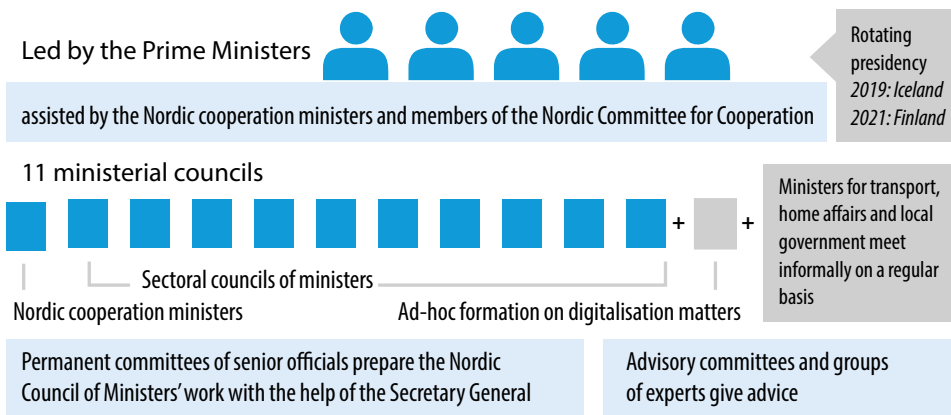 Led by the Prime Ministers
Rotating
presidency
2019: Iceland
2021: Finland
assisted by the Nordic cooperation ministers and members of the Nordic Committee for Cooperation
11 ministerial councils
+
+
Ministers for transport,
home affairs and local
government meet
informally on a regular
basis
Sectoral councils of ministers
Nordic cooperation ministers
Ad-hoc formation on digitalisation matters
Permanent committees of senior officials prepare the Nordic
Council of Ministers' work with the help of the Secretary General
Advisory committees and groups
of experts give advice